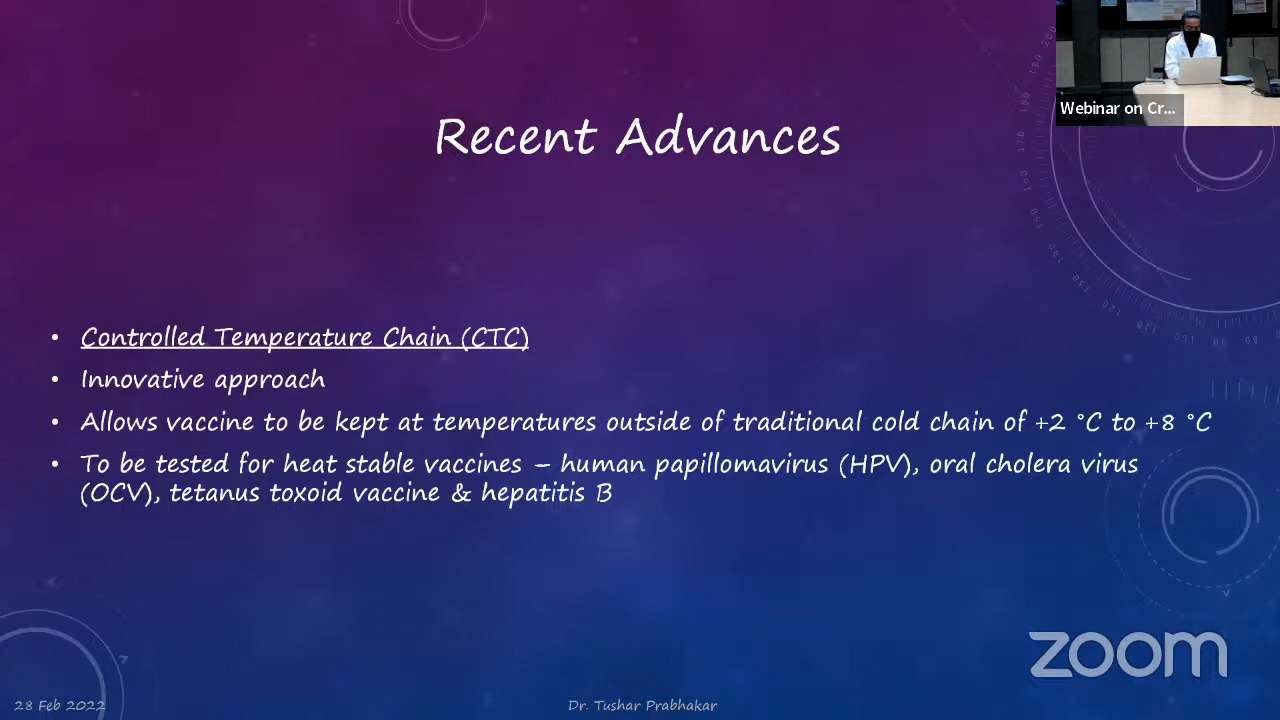 Webinar on Cr...
Recent Advances
• Controlled Temperature Chain (CTC)
• Innovative approach
• Allows vaccine to be kept at temperatures outside of traditional cold chain of +2 °C to +8 °C
• To be tested for heat stable vaccines – human papillomavirus (HPV), oral cholera virus
(OCV), tetanus toxoid vaccine & hepatitis B
zoom
28 Feb 2022
Dr. Tushar Prabhakar